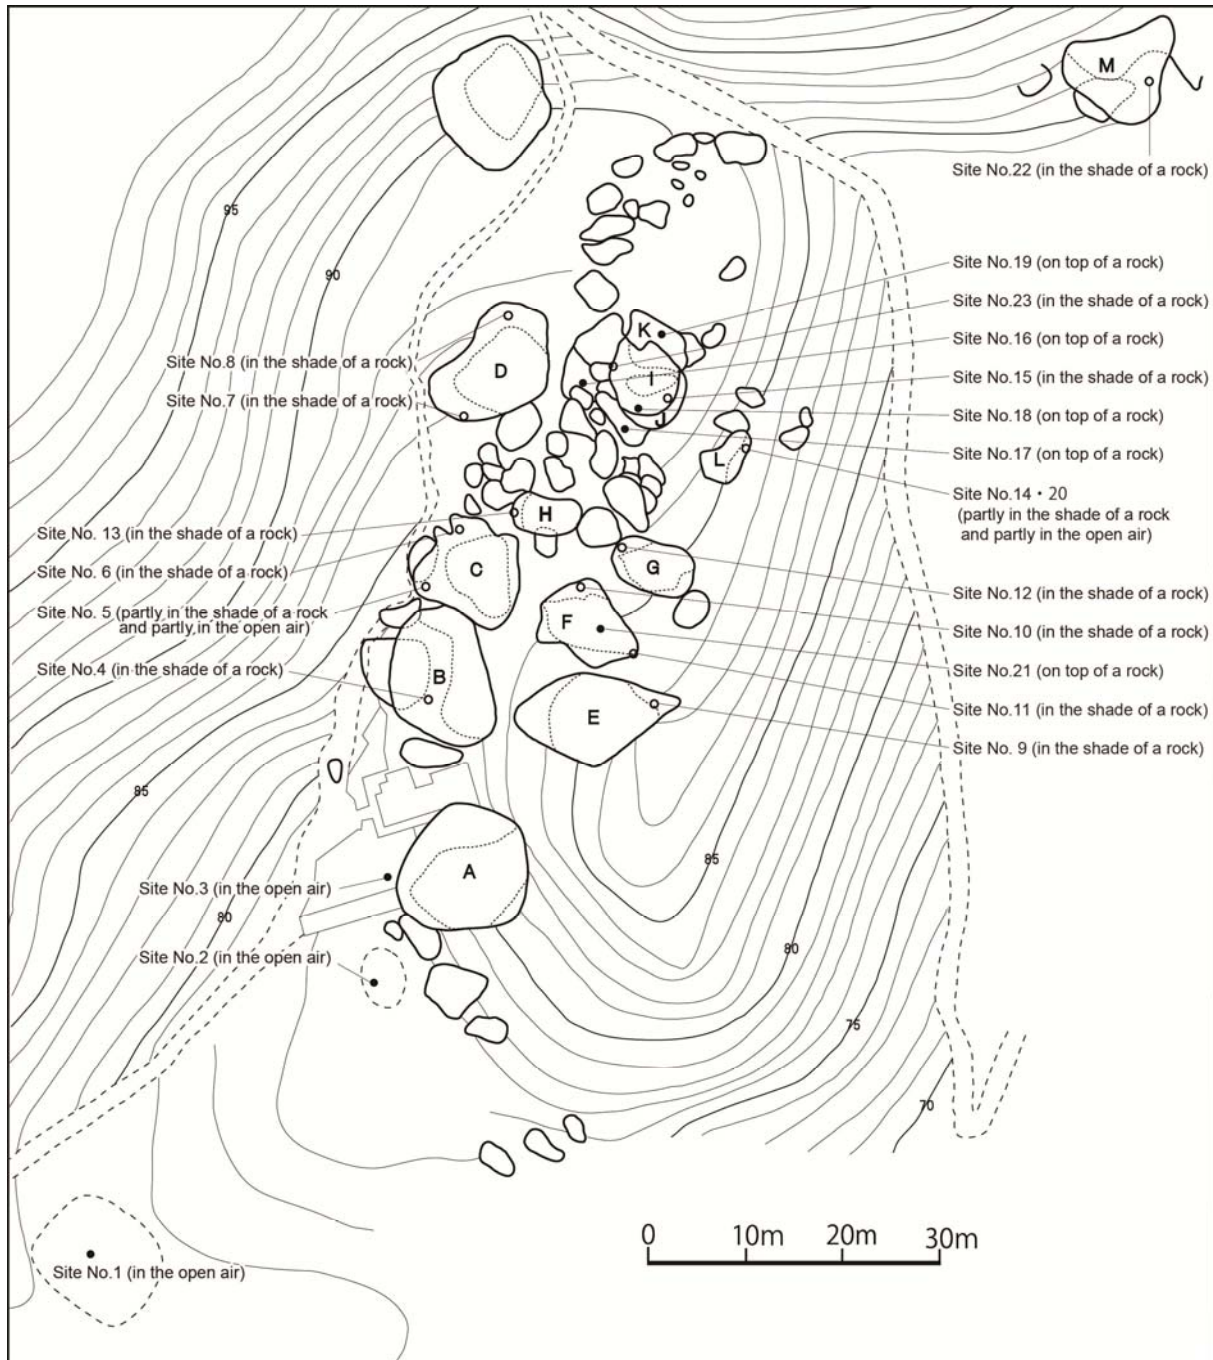 M
Site No.22 (in the shade of a rock)
95
90
Site No.19 (on top of a rock)
Site No.23 (in the shade of a rock)
Site No.16 (on top of a rock)
Site No.15 (in the shade of a rock)
Site No.18 (on top of a rock)
Site No.17 (on top of a rock)
Site No.14・20
(partly in the shade of a rock
and partly in the open air)
K
I
J
L
D
Site No.8 (in the shade of a rock)
Site No.7 (in the shade of a rock)
H
Site No. 13 (in the shade of a rock)
Site No. 6 (in the shade of a rock)
Site No. 5 (partly in the shade of a rock
and partly in the open air)
Site No.4 (in the shade of a rock)
C
G
F
B
E
Site No.12 (in the shade of a rock)
Site No.10 (in the shade of a rock)
Site No.21 (on top of a rock)
Site No.11 (in the shade of a rock)
Site No. 9 (in the shade of a rock)
85
85
A
Site No.3 (in the open air)
80
80
Site No.2 (in the open air)
75
70
Site No.1 (in the open air)
0 10m 20m 30m